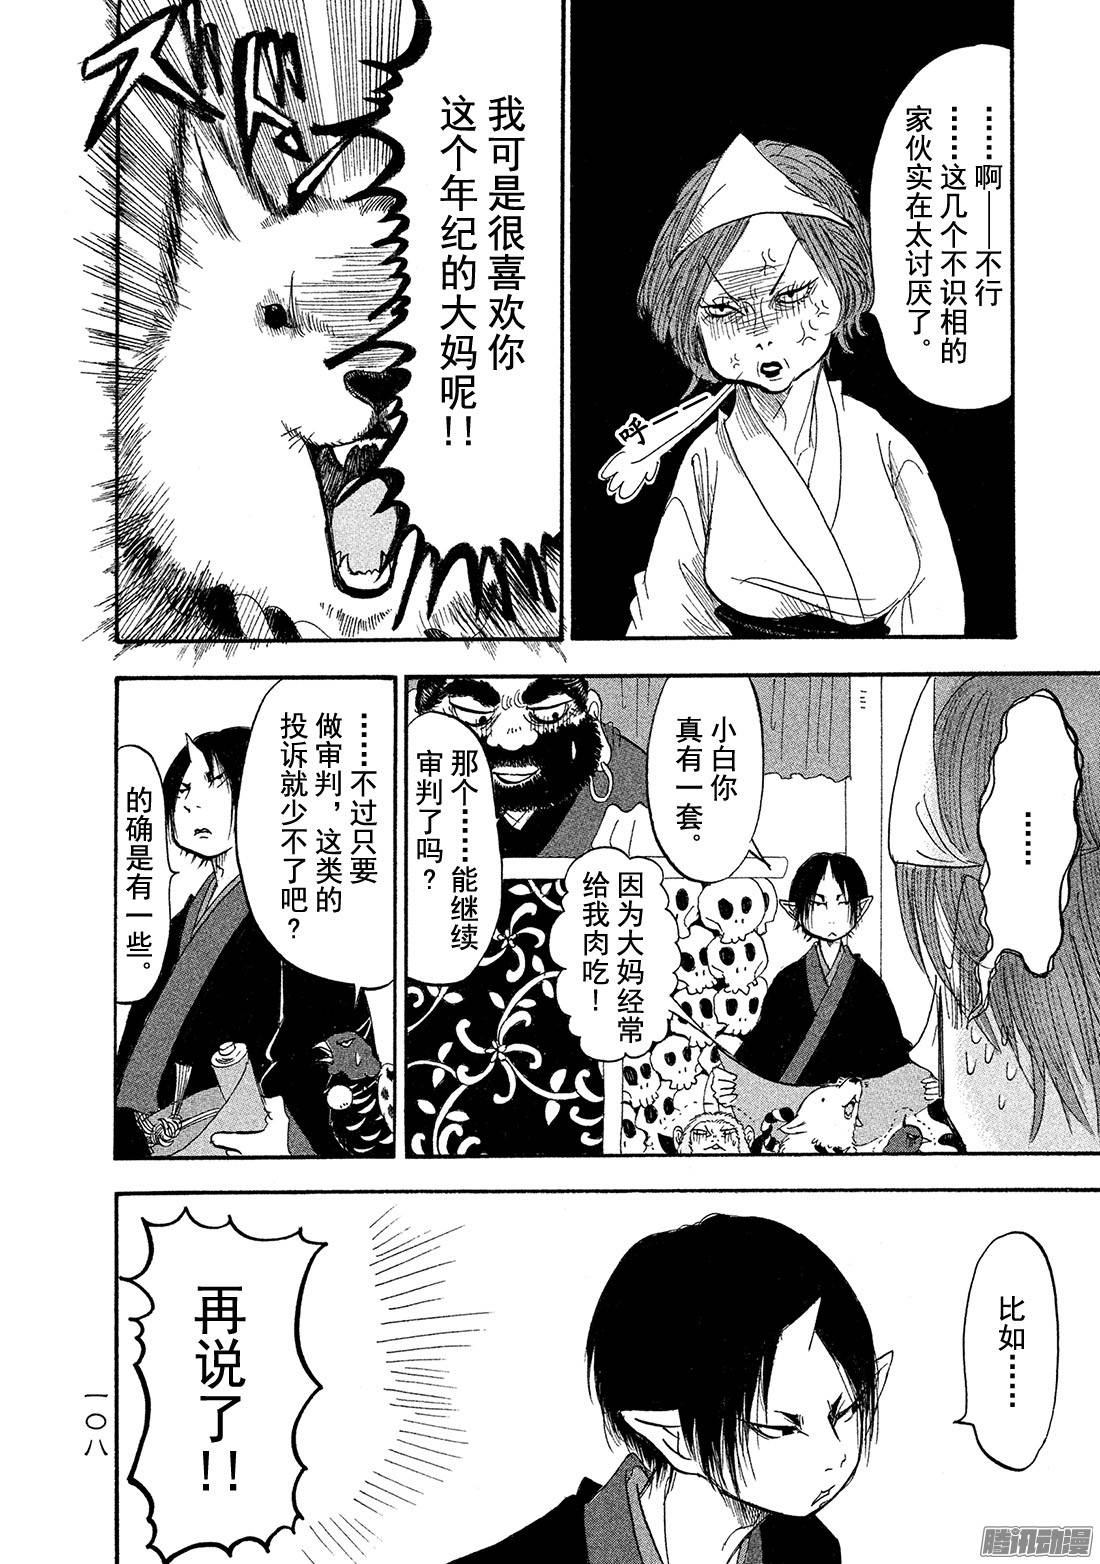 ……啊——不行
……这几个不识相的
家伙实在太讨厌了。
呼——
我可是很喜欢你
这个年纪的大妈呢!!
ズドド
……
小白你
真有一套。
因为大妈经常
给我肉吃!
那个……能继续
审判了吗?
……不过只要
做审判，这类的
投诉就少不了吧?
的确是有一些。
比如……
再说了!!
一〇八
腾讯动漫